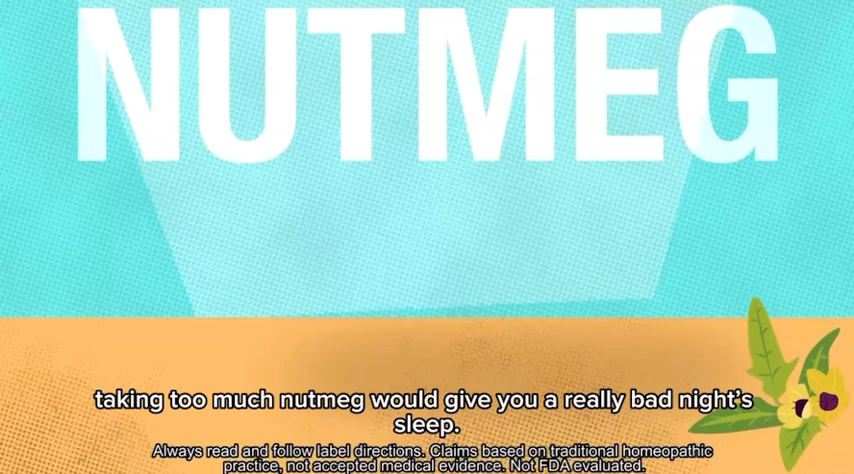 NUTMEG
taking too much nutmeg would give you a really bad night's
sleep.
Always read and follow label directions. Claims based on traditional homeopathic
practice, not accepted medical evidence. Not FDA evaluated.